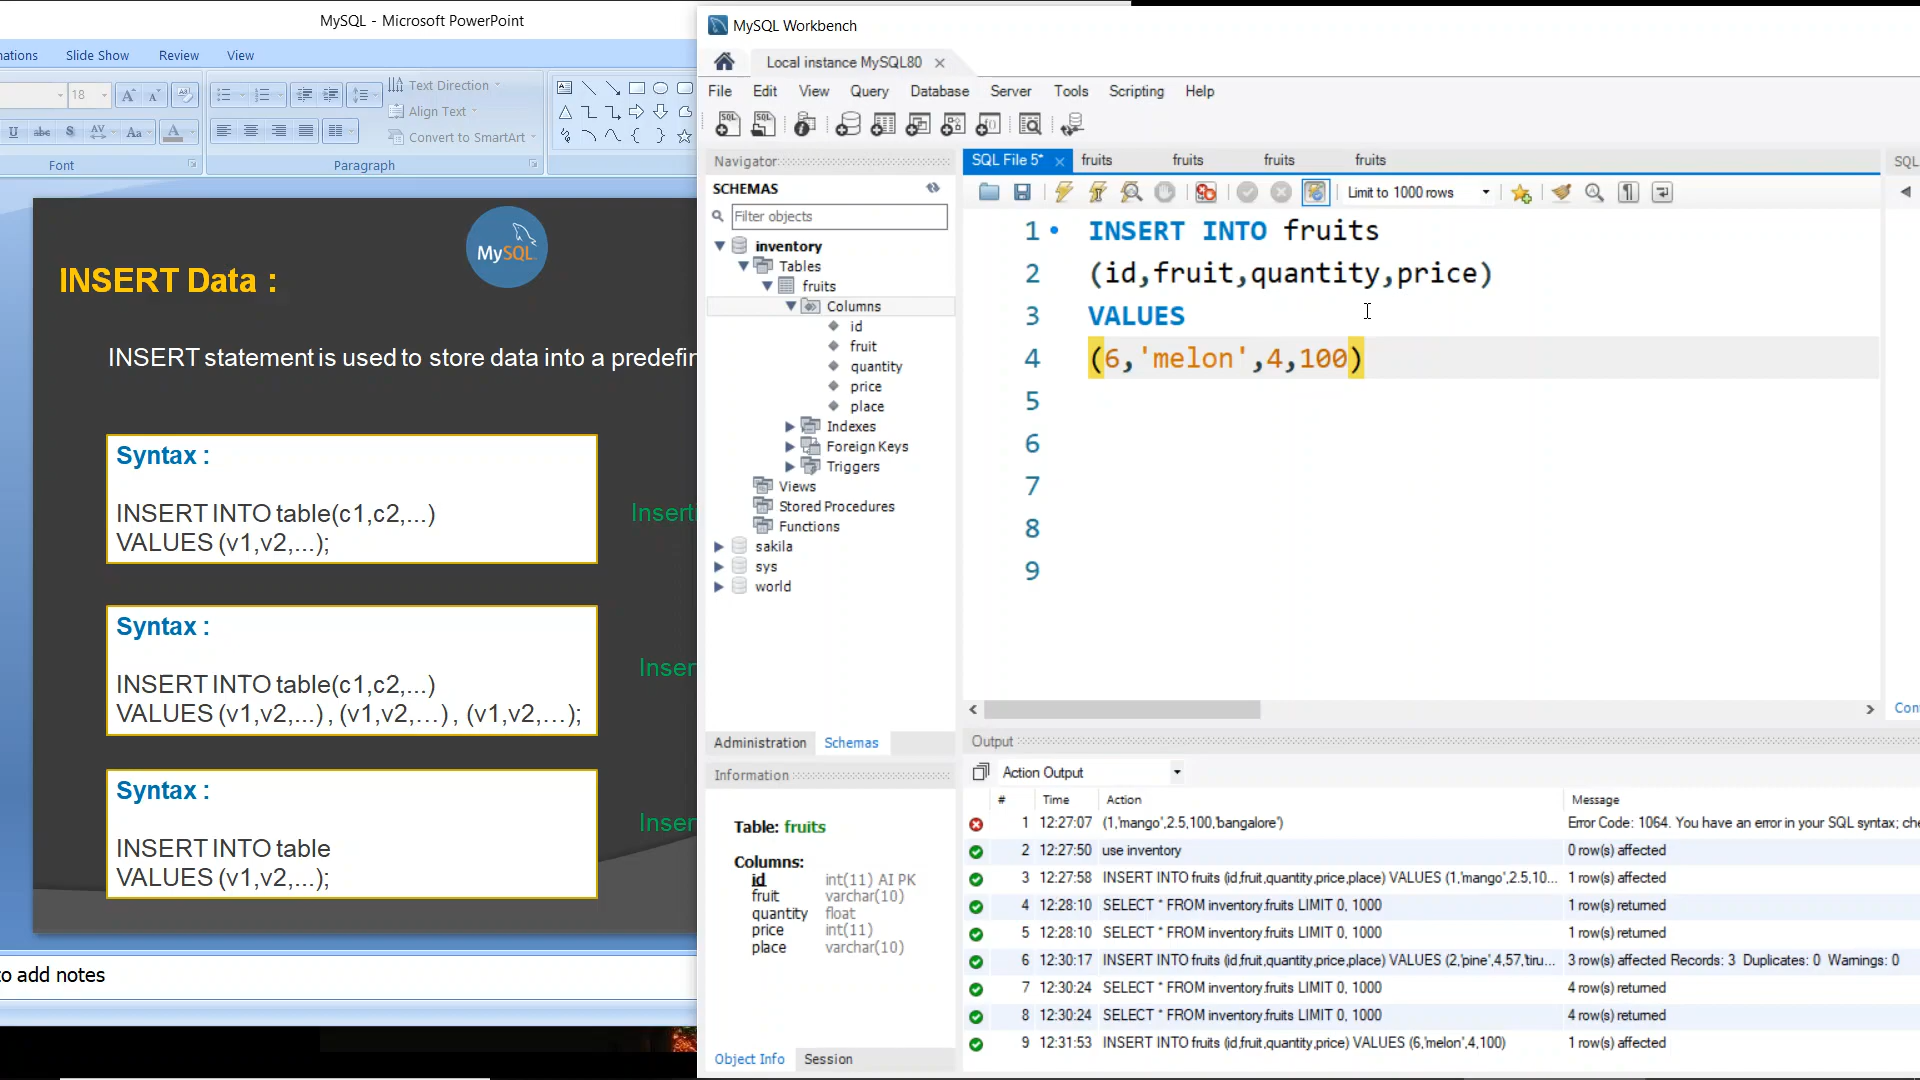 MySQL - Microsoft PowerPoint
Slide Show
Review
View
18
Text Direction
Align Text
Convert to SmartArt
Font
Paragraph
MySQL
INSERT Data :
INSERT statement is used to store data into a predefin
Syntax :
INSERT INTO table(c1,c2,...)
VALUES (v1,v2,...);
Inserti
Syntax :
INSERT INTO table(c1,c2,...)
VALUES (v1,v2,...) , (v1,v2,...) , (v1,v2,...);
Inser
Syntax :
INSERT INTO table
VALUES (v1,v2,...);
Inser
to add notes
MySQL Workbench
Local instance MySQL80
File Edit View Query Database Server Tools Scripting Help
Navigator
SCHEMAS
Filter objects
inventory
Tables
fruits
Columns
id
fruit
quantity
price
place
Indexes
Foreign Keys
Triggers
Views
Stored Procedures
Functions
sakila
sys
world
Administration Schemas
Information
Table: fruits
Columns:
id int(11) AI PK
fruit varchar(10)
quantity float
price int(11)
place varchar(10)
Object Info Session
SQL File 5* fruits fruits fruits fruits
SQL
Limit to 1000 rows
1 INSERT INTO fruits
2 (id,fruit,quantity,price)
3 VALUES
4 (6,'melon',4,100)
5
6
7
8
9
Output
Action Output
# Time Action Message
1 12:27:07 (1,'mango',2.5,100,'bangalore') Error Code: 1064. You have an error in your SQL syntax; che
2 12:27:50 use inventory 0 row(s) affected
3 12:27:58 INSERT INTO fruits (id,fruit,quantity,price,place) VALUES (1,'mango',2.5,10... 1 row(s) affected
4 12:28:10 SELECT * FROM inventory.fruits LIMIT 0, 1000 1 row(s) returned
5 12:28:10 SELECT * FROM inventory.fruits LIMIT 0, 1000 1 row(s) returned
6 12:30:17 INSERT INTO fruits (id,fruit,quantity,price,place) VALUES (2,'pine',4,57,'tiru... 3 row(s) affected Records: 3 Duplicates: 0 Warnings: 0
7 12:30:24 SELECT * FROM inventory.fruits LIMIT 0, 1000 4 row(s) returned
8 12:30:24 SELECT * FROM inventory.fruits LIMIT 0, 1000 4 row(s) returned
9 12:31:53 INSERT INTO fruits (id,fruit,quantity,price) VALUES (6,'melon',4,100) 1 row(s) affected